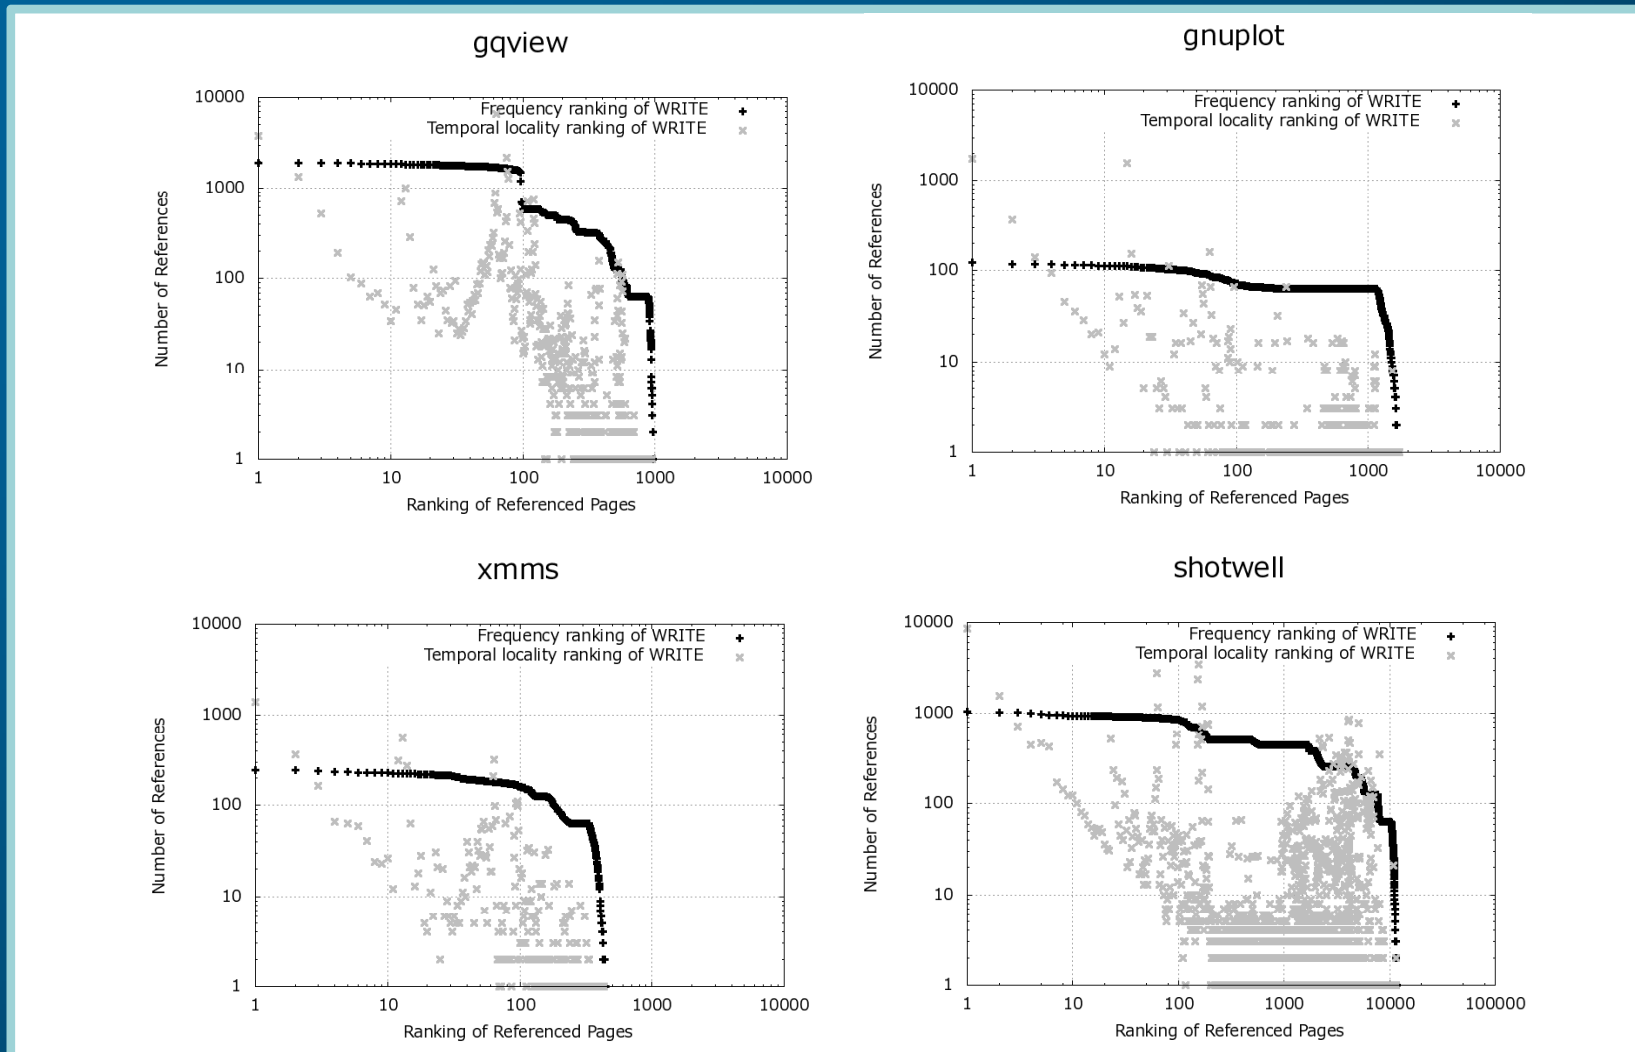 gqview
10000
1000
100
10
1
Number of References
Frequency ranking of WRITE
Temporal locality ranking of WRITE
1 10 100 1000 10000
Ranking of Referenced Pages
gnuplot
10000
1000
100
10
1
Number of References
Frequency ranking of WRITE
Temporal locality ranking of WRITE
1 10 100 1000 10000
Ranking of Referenced Pages
xmms
10000
1000
100
10
1
Number of References
Frequency ranking of WRITE
Temporal locality ranking of WRITE
1 10 100 1000 10000
Ranking of Referenced Pages
shotwell
10000
1000
100
10
1
Number of References
Frequency ranking of WRITE
Temporal locality ranking of WRITE
1 10 100 1000 10000 100000
Ranking of Referenced Pages